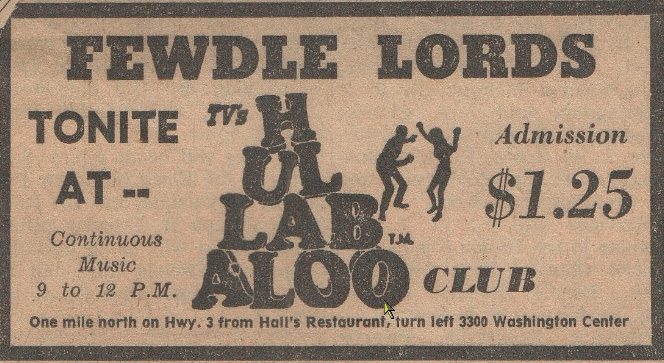 FEWDLE LORDS
TONITE
AT --
Continuous
Music
9 to 12 P.M.
TV's
H
UL
LAB
ALOO
T.M.
CLUB
Admission
$1.25
One mile north on Hwy. 3 from Hall's Restaurant, turn left 3300 Washington Center